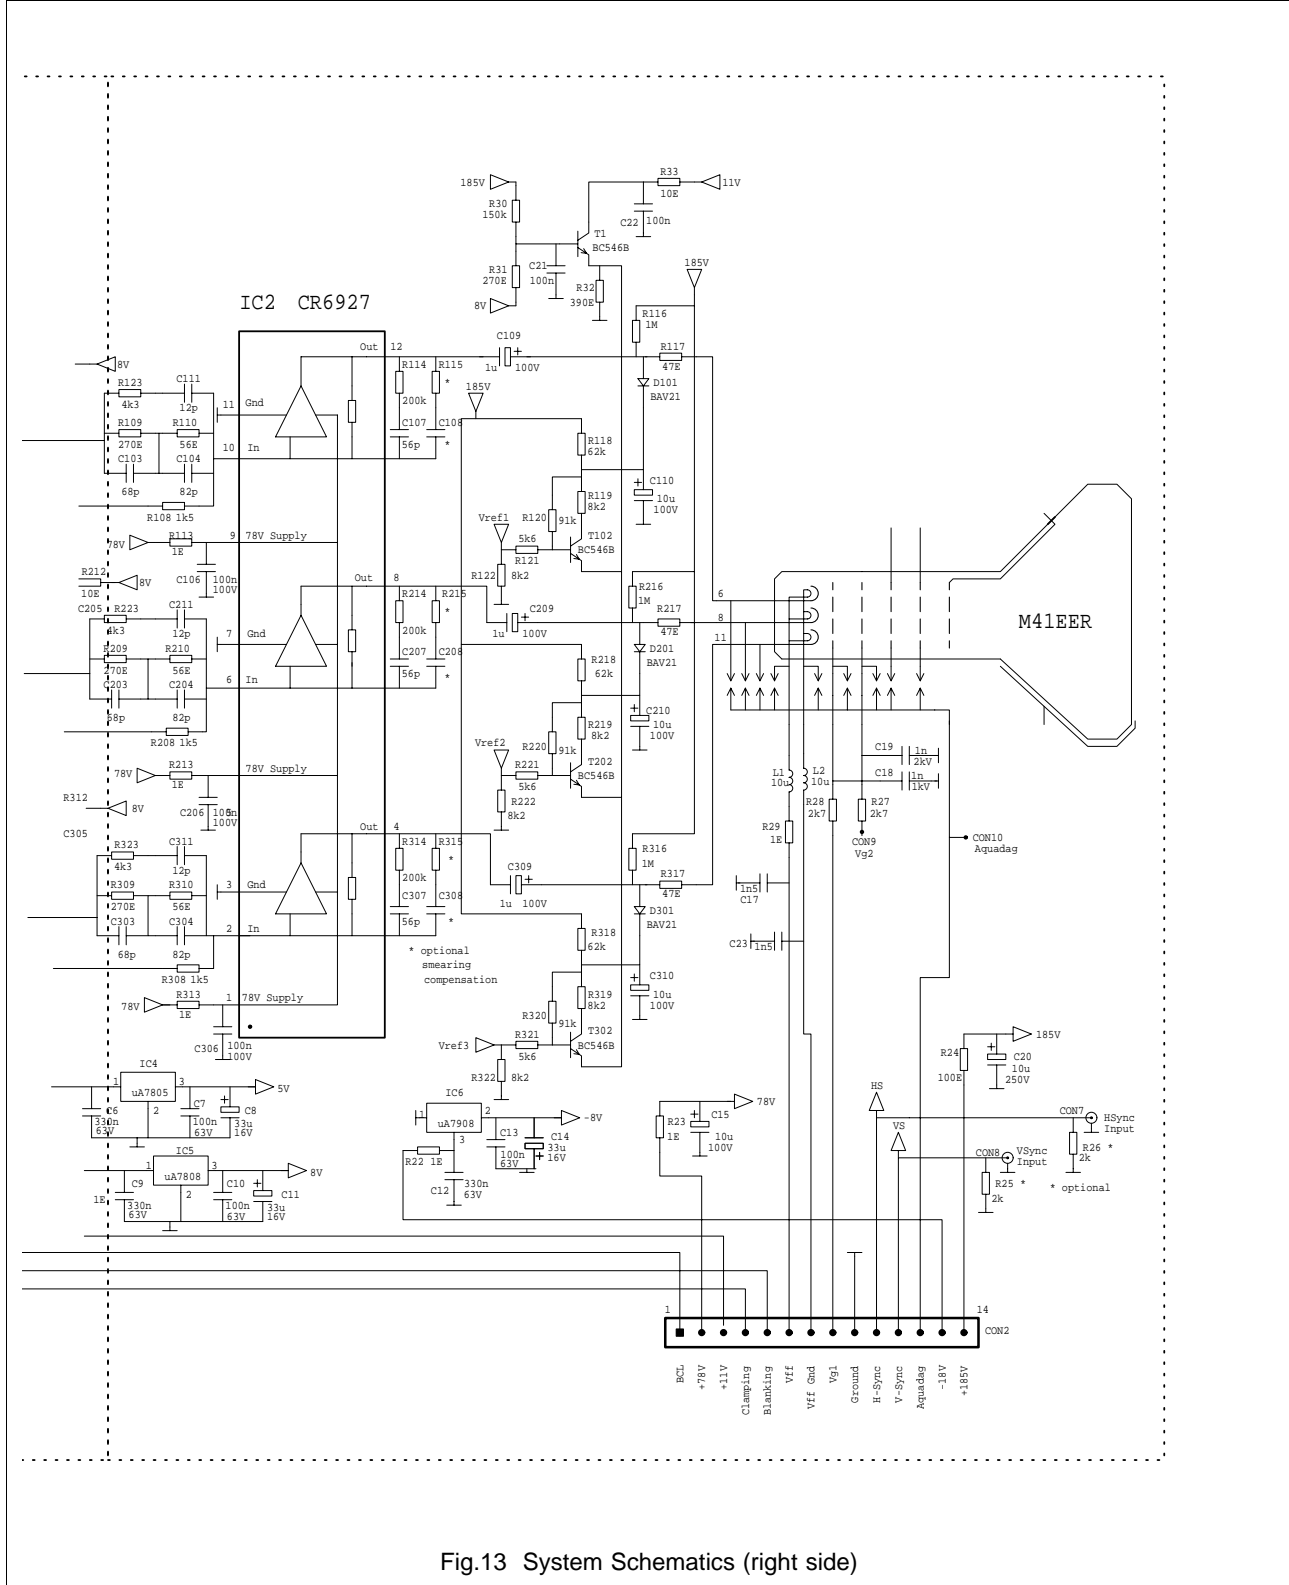 185V
R33
10E
11V
R30
150k
C22
100n
T1
BC546B
R31
270E
C21
100n
R32
390E
8V
185V
IC2 CR6927
R116
1M
C109
1u
100V
R117
47E
Out
12
8V
R123
4k3
C111
12p
R114
200k
R115
*
185V
D101
BAV21
11
Gnd
R109
270E
R110
56E
C107
56p
C108
*
10
In
R118
62k
C103
68p
C104
82p
C110
10u
100V
R119
8k2
R108 1k5
Vref1
R120
91k
R113
1E
78V
9
78V Supply
5k6
R121
T102
BC546B
C106
100n
100V
R122
8k2
R212
10E
8V
Out
8
R216
1M
6
C205
R223
4k3
C211
12p
R214
200k
R215
*
C209
1u
100V
R217
47E
8
M41EER
7
Gnd
11
R209
270E
R210
56E
C207
56p
C208
*
D201
BAV21
R218
62k
6
In
C203
68p
C204
82p
C210
10u
100V
R219
8k2
R208 1k5
Vref2
R220
91k
C19
1n
2kV
R213
1E
78V
78V Supply
R221
5k6
T202
BC546B
L1
10u
L2
10u
C18
1n
1kV
R222
8k2
R312
8V
C206
100n
100V
5
R28
2k7
R27
2k7
R29
1E
C305
Out
4
CON9
Vg2
CON10
Aquadag
R323
4k3
C311
12p
R314
200k
R315
*
R316
1M
C309
1u
100V
R317
47E
3
Gnd
R309
270E
R310
56E
C307
56p
C308
*
1n5
C17
D301
BAV21
2
In
C303
68p
C304
82p
R318
62k
C23
1n5
* optional
smearing
compensation
R308 1k5
C310
10u
100V
R319
8k2
78V
R313
1E
1
78V Supply
R320
91k
C306
100n
100V
Vref3
R321
5k6
T302
BC546B
185V
R24
100E
C20
10u
250V
R322
8k2
IC4
1
uA7805
3
2
5V
C6
330n
63V
C7
100n
63V
C8
33u
16V
IC6
1
uA7908
2
3
-8V
78V
R23
1E
C15
10u
100V
HS
CON7
HSync
Input
VS
C13
100n
63V
C14
33u
16V
R26 *
2k
IC5
1
uA7808
3
2
8V
R22 1E
CON8
VSync
Input
1E
C9
330n
63V
C10
100n
63V
C11
33u
16V
C12
330n
63V
R25 *
2k
* optional
1
14
CON2
BCL
+78V
+11V
Clamping
Blanking
Vff
Vff Gnd
Vg1
Ground
H-Sync
V-Sync
Aquadag
-18V
+185V
Fig.13 System Schematics (right side)